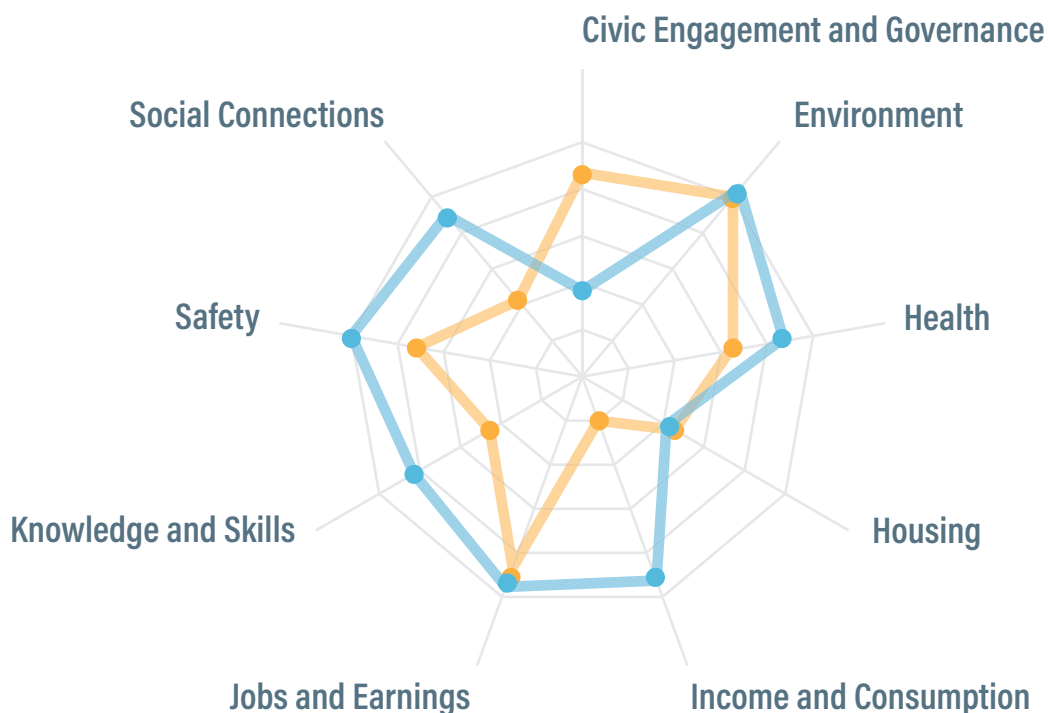 Civic Engagement and Governance
Social Connections
Environment
Safety
Health
Knowledge and Skills
Housing
Jobs and Earnings
Income and Consumption